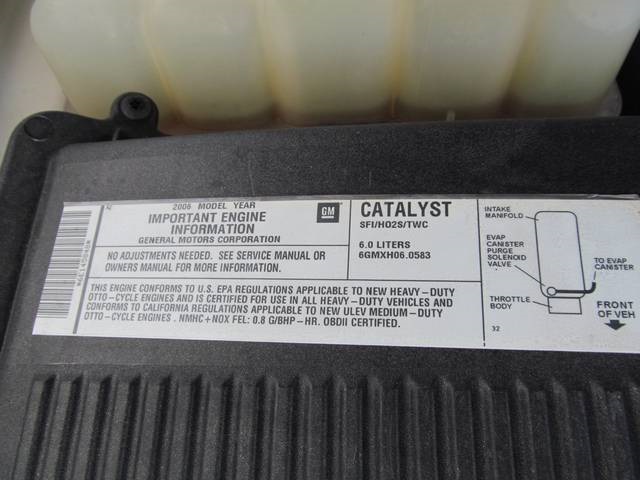 2006 MODEL YEAR
IMPORTANT ENGINE
INFORMATION
GENERAL MOTORS CORPORATION
GM
CATALYST
SFI/HO2S/TWC
6.0 LITERS
6GMXH06.0583
NO ADJUSTMENTS NEEDED. SEE SERVICE MANUAL OR
OWNERS MANUAL FOR MORE INFORMATION.
THIS ENGINE CONFORMS TO U.S. EPA REGULATIONS APPLICABLE TO NEW HEAVY-DUTY
OTTO-CYCLE ENGINES AND IS CERTIFIED FOR USE IN ALL HEAVY-DUTY VEHICLES AND
CONFORMS TO CALIFORNIA REGULATIONS APPLICABLE TO NEW ULEV MEDIUM-DUTY
OTTO-CYCLE ENGINES. NMHC+NOX FEL: 0.8 G/BHP-HR. OBDII CERTIFIED.
INTAKE
MANIFOLD
EVAP
CANISTER
PURGE
SOLENOID
VALVE
TO EVAP
CANISTER
THROTTLE
BODY
FRONT
OF VEH
32